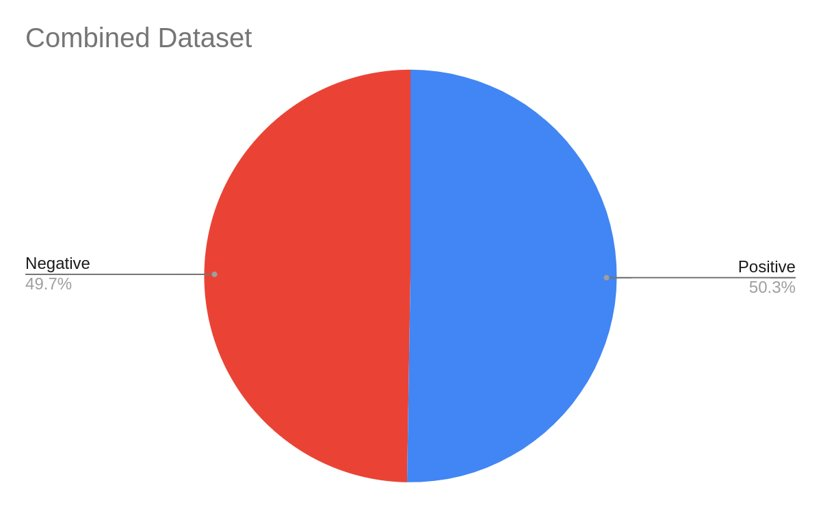 Combined Dataset
Negative
49.7%
Positive
50.3%